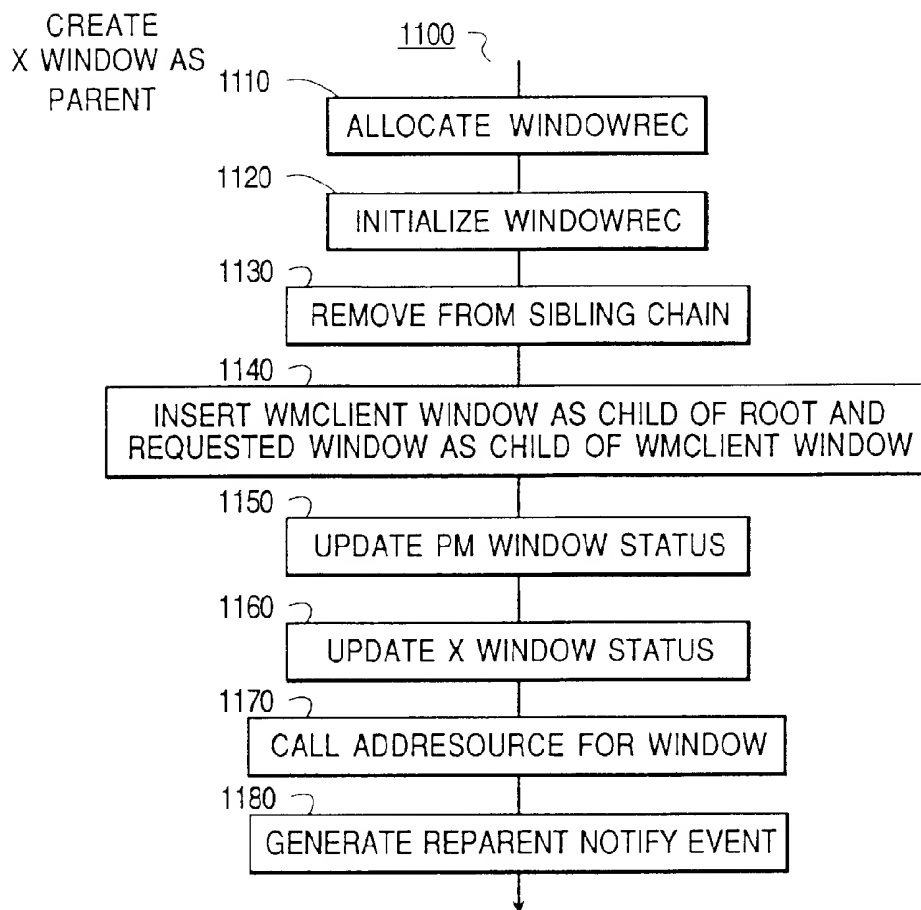 CREATE
X WINDOW AS
PARENT
1100
1110
ALLOCATE WINDOWREC
1120
INITIALIZE WINDOWREC
1130
REMOVE FROM SIBLING CHAIN
1140
INSERT WMCLIENT WINDOW AS CHILD OF ROOT AND
REQUESTED WINDOW AS CHILD OF WMCLIENT WINDOW
1150
UPDATE PM WINDOW STATUS
1160
UPDATE X WINDOW STATUS
1170
CALL ADDRESOURCE FOR WINDOW
1180
GENERATE REPARENT NOTIFY EVENT